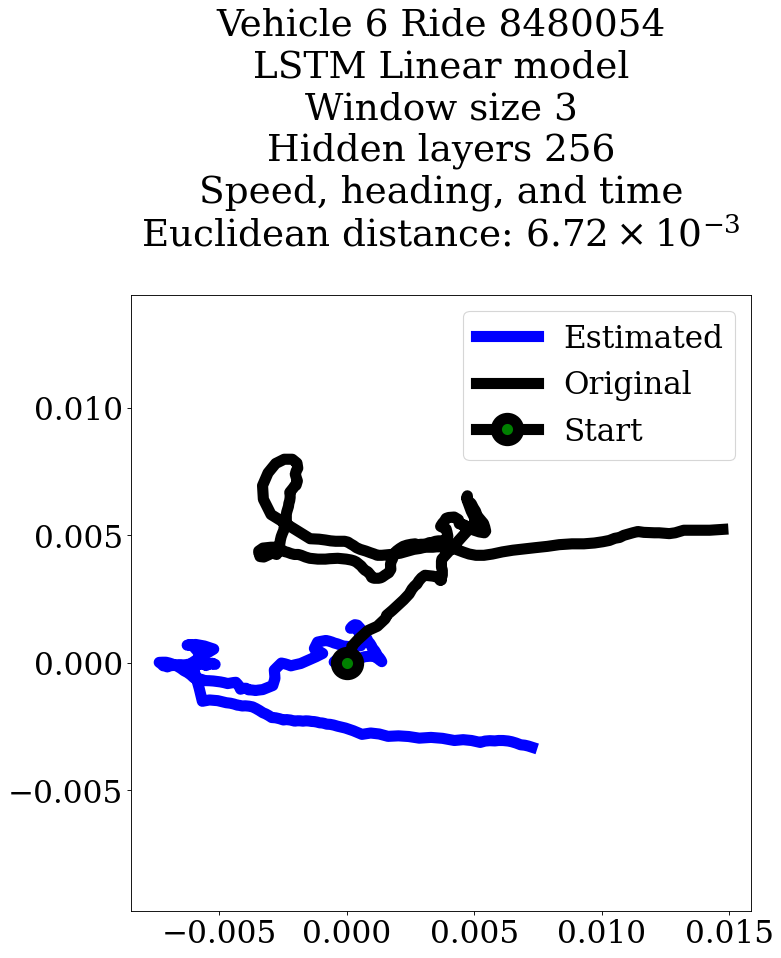 Vehicle 6 Ride 8480054
LSTM Linear model
Window size 3
Hidden layers 256
Speed, heading, and time
Euclidean distance: 6.72 × 10⁻³
Estimated
Original
Start
0.010
0.005
0.000
−0.005
−0.005 0.000 0.005 0.010 0.015